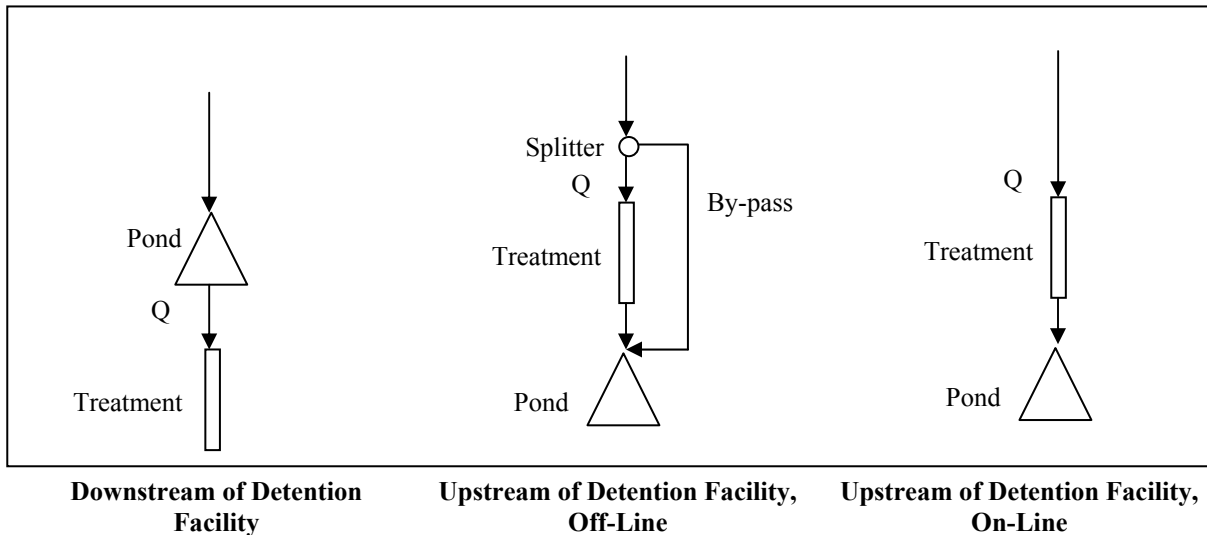 Pond
Q
Treatment
Splitter
Q
By-pass
Treatment
Pond
Q
Treatment
Pond
Downstream of Detention
Facility
Upstream of Detention Facility,
Off-Line
Upstream of Detention Facility,
On-Line